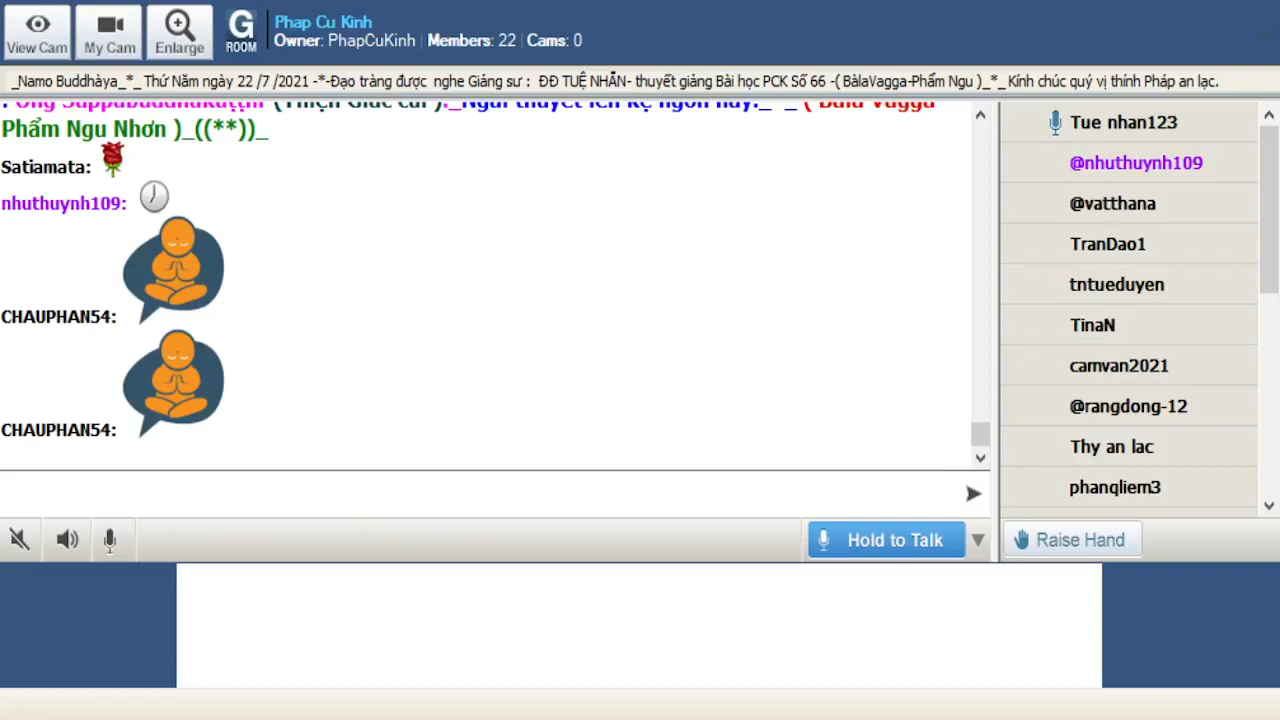 View Cam
My Cam
Enlarge
G
ROOM
Phap Cu Kinh
Owner: PhapCuKinh Members: 22 Cams: 0
_Namo Buddhàya_*_ Thứ Năm ngày 22 /7 /2021 -*-Đạo tràng được nghe Giảng sư : ĐĐ TUỆ NHẪN- thuyết giảng Bài học PCK Số 66 -( BàlaVagga-Phẩm Ngu )_*_Kính chúc quý vị thính Pháp an lạc.
Phẩm Ngu Nhơn )_((**))_
Satiamata:
nhuthuynh109:
CHAUPHAN54:
CHAUPHAN54:
Tue nhan123
@nhuthuynh109
@vatthana
TranDao1
tntueduyen
TinaN
camvan2021
@rangdong-12
Thy an lac
phanqliem3
Hold to Talk
Raise Hand